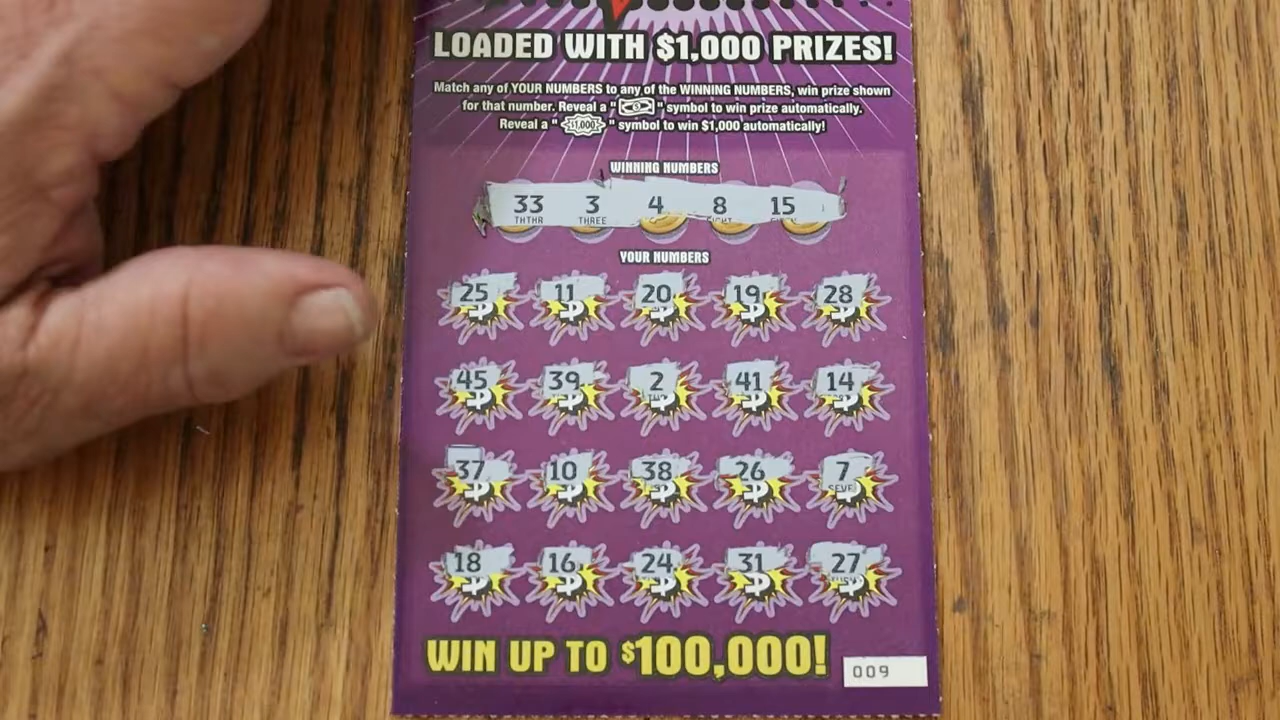 LOADED WITH $1,000 PRIZES!
Match any of YOUR NUMBERS to any of the WINNING NUMBERS, win prize shown
for that number. Reveal a " " symbol to win prize automatically.
Reveal a " $1,000 " symbol to win $1,000 automatically!
WINNING NUMBERS
33 3 4 8 15
THTHR THREE
YOUR NUMBERS
25 11 20 19 28
45 39 2 41 14
37 10 38 26 7
18 16 24 31 27
WIN UP TO $100,000!
009